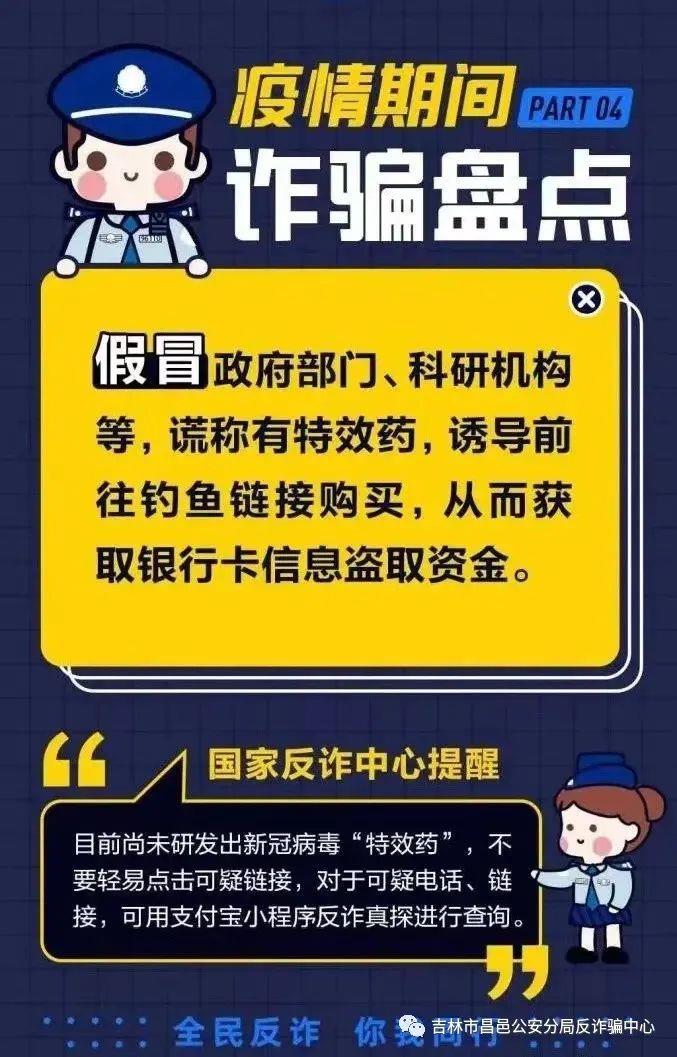 疫情期间
PART 04
诈骗盘点
假冒政府部门、科研机构
等，谎称有特效药，诱导前
往钓鱼链接购买，从而获
取银行卡信息盗取资金。
国家反诈中心提醒
目前尚未研发出新冠病毒“特效药”，不
要轻易点击可疑链接，对于可疑电话、链
接，可用支付宝小程序反诈真探进行查询。
全民反诈 你我同行
吉林市昌邑公安分局反诈骗中心